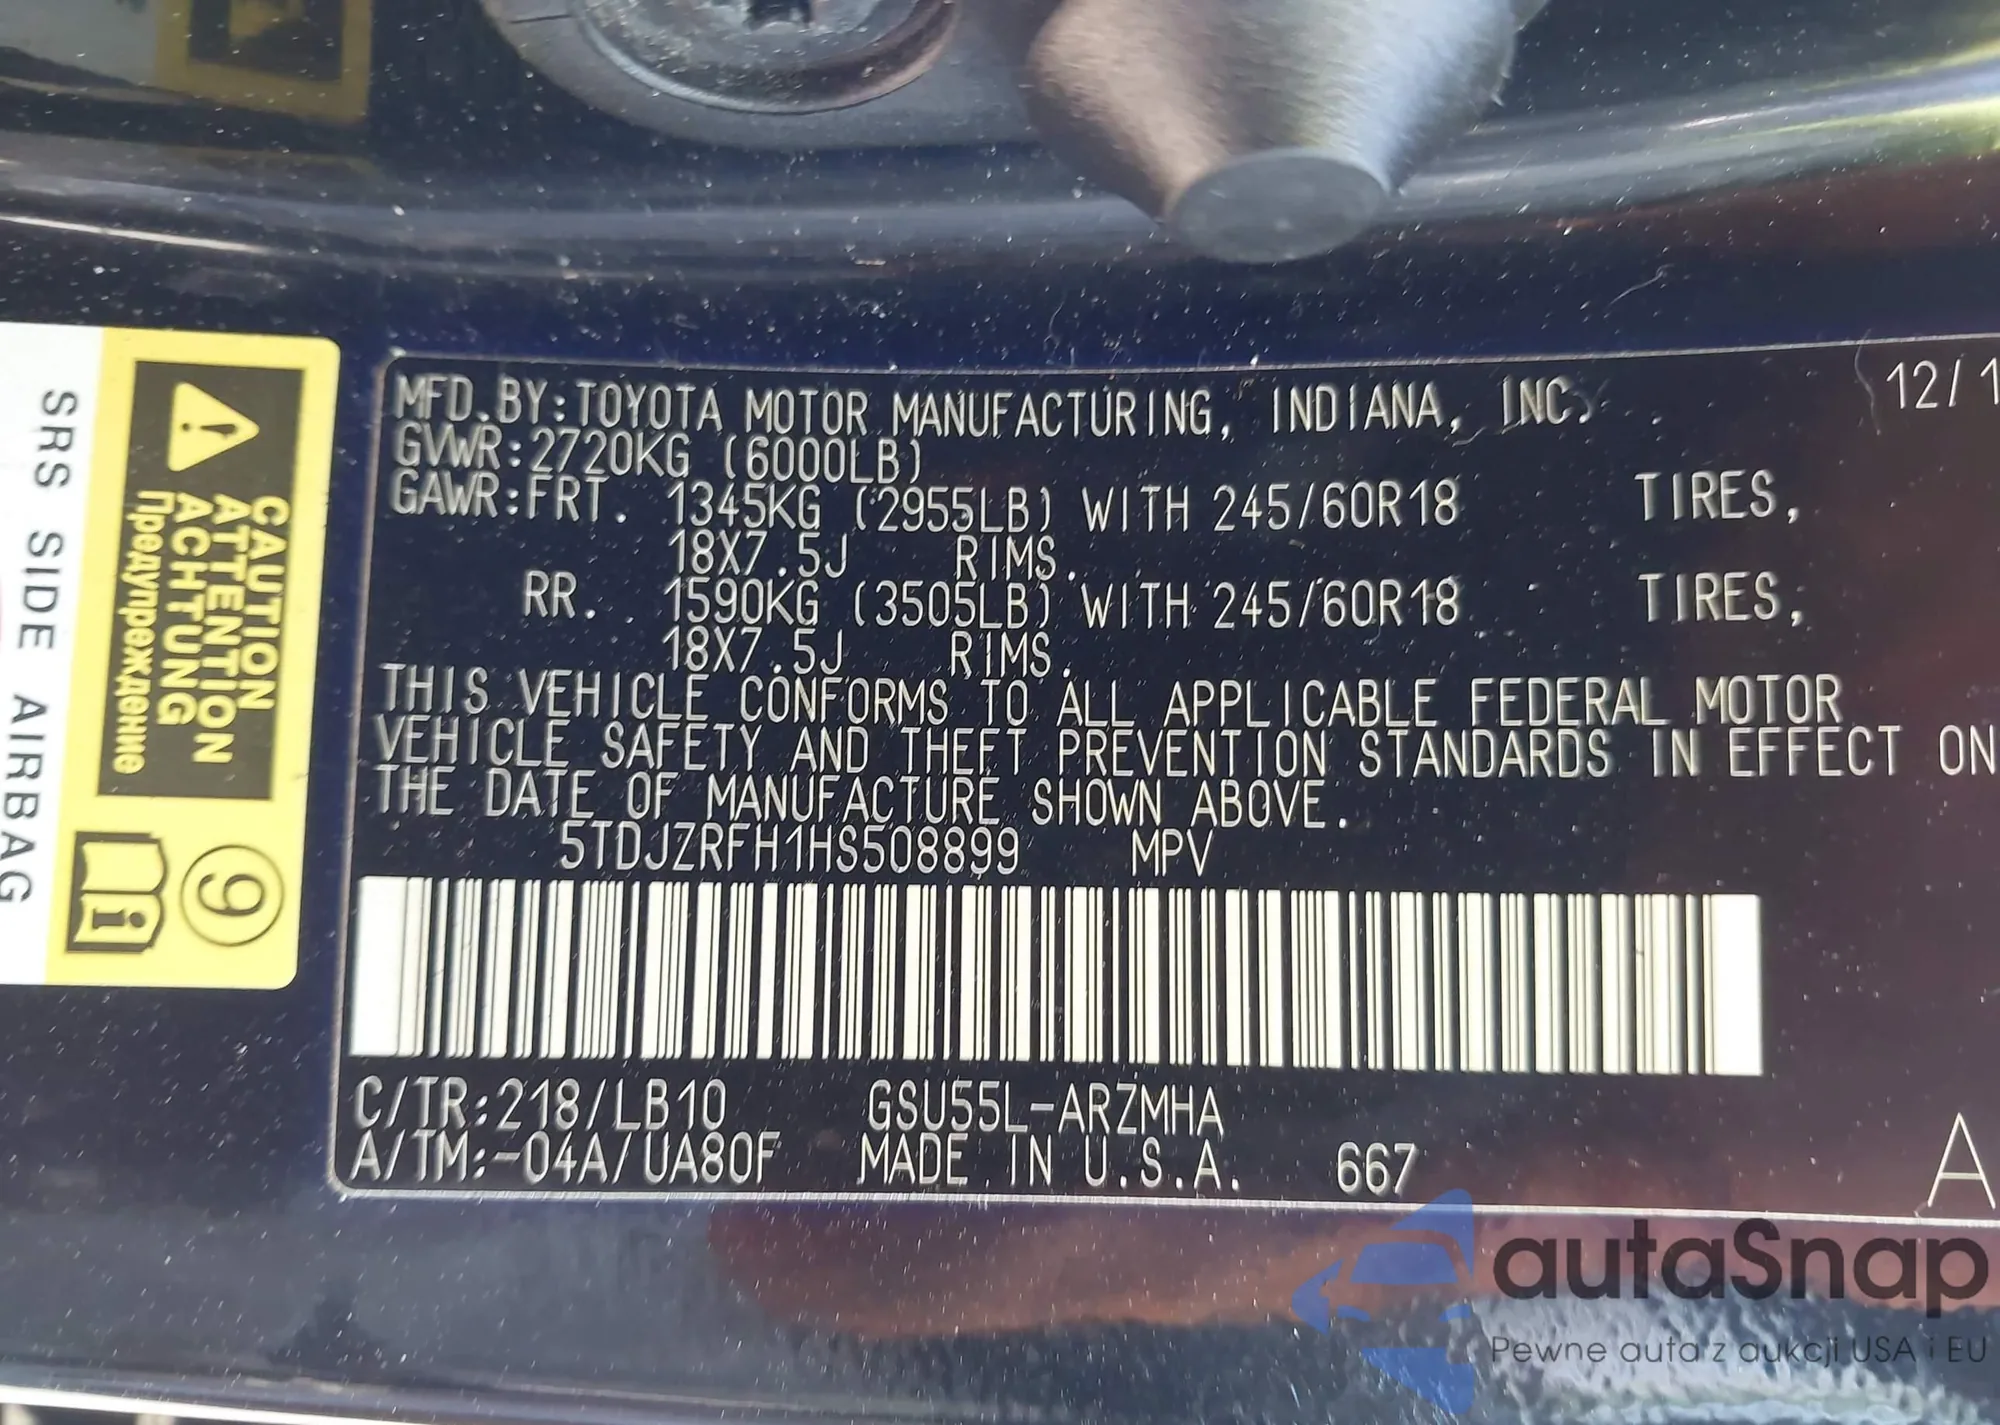 MFD.BY:TOYOTA MOTOR MANUFACTURING, INDIANA, INC. 12/1
GVWR:2720KG (6000LB)
GAWR:FRT. 1345KG (2955LB) WITH 245/60R18 TIRES,
18X7.5J RIMS.
RR. 1590KG (3505LB) WITH 245/60R18 TIRES,
18X7.5J RIMS.
THIS VEHICLE CONFORMS TO ALL APPLICABLE FEDERAL MOTOR
VEHICLE SAFETY AND THEFT PREVENTION STANDARDS IN EFFECT ON
THE DATE OF MANUFACTURE SHOWN ABOVE.
5TDJZRFH1HS508899 MPV
C/TR:218/LB10 GSU55L-ARZMHA
A/TM:-04A/UA80F MADE IN U.S.A. 667
A
CAUTION
ATTENTION
ACHTUNG
Предупреждение
9
SRS SIDE AIRBAG
autaSnap
Pewne auta z aukcji USA i EU